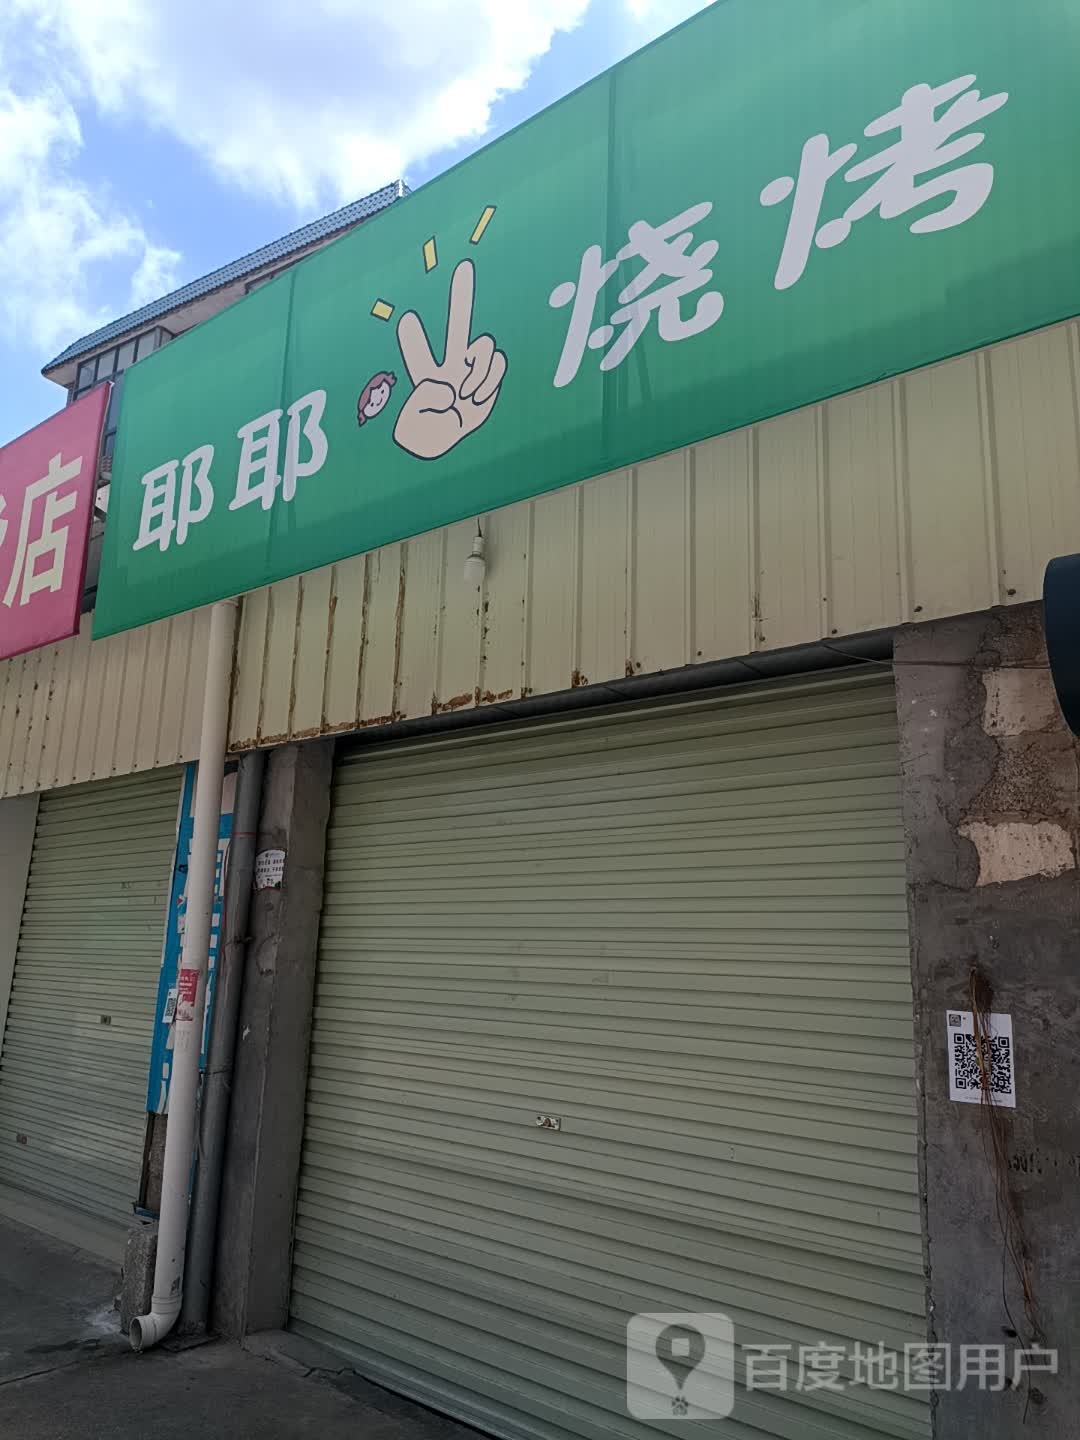 耶耶 烧烤
店
百度地图用户